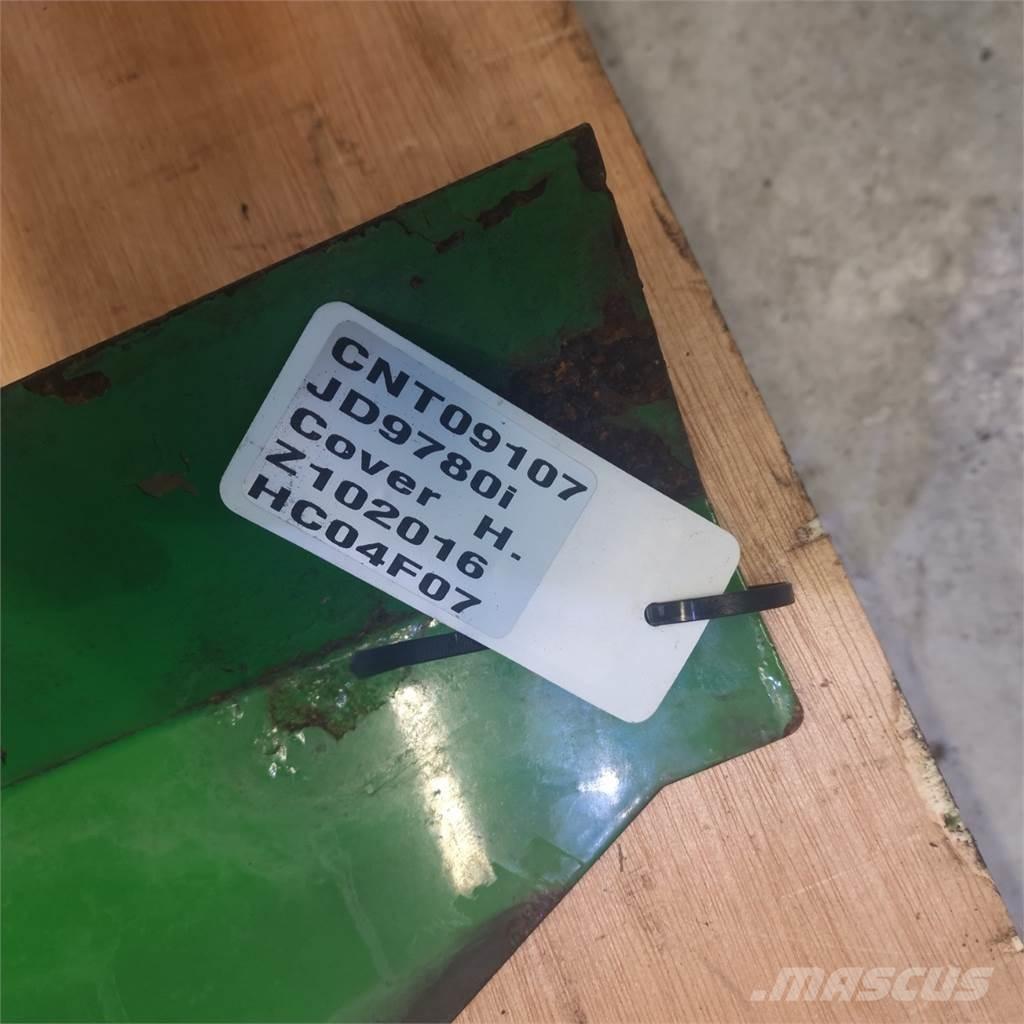 CNT09107
JD9780i
Cover H.
Z102016
HC04F07
.MASCUS